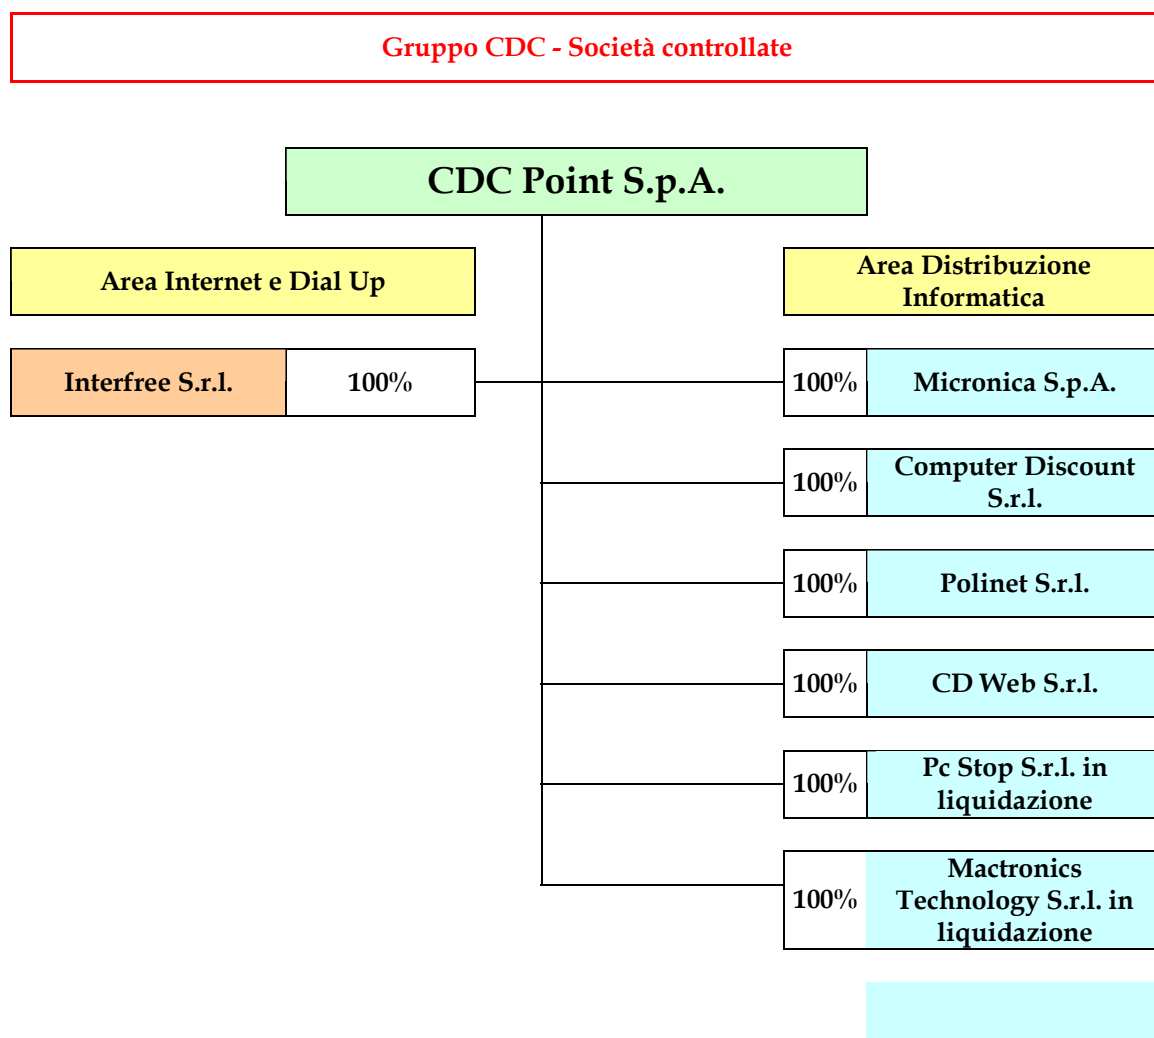 Gruppo CDC - Società controllate
CDC Point S.p.A.
Area Internet e Dial Up
Area Distribuzione
Informatica
Interfree S.r.l.
100%
100%
Micronica S.p.A.
100%
Computer Discount
S.r.l.
100%
Polinet S.r.l.
100%
CD Web S.r.l.
100%
Pc Stop S.r.l. in
liquidazione
100%
Mactronics
Technology S.r.l. in
liquidazione